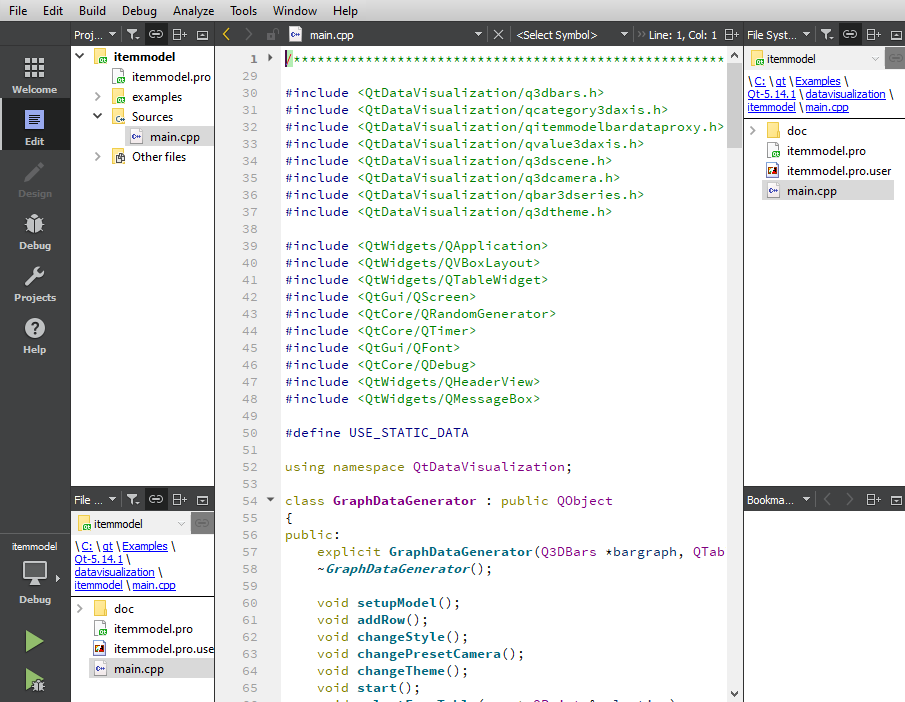 File Edit Build Debug Analyze Tools Window Help
Welcome
Edit
Design
Debug
Projects
Help
itemmodel
Debug
Proj...
itemmodel
itemmodel.pro
examples
Sources
main.cpp
Other files
File ...
itemmodel
\ C: \ qt \ Examples \
Qt-5.14.1 \
datavisualization \
itemmodel \ main.cpp
doc
itemmodel.pro
itemmodel.pro.use
main.cpp
main.cpp <Select Symbol> Line: 1, Col: 1
1 /******************************************************
29
30 #include <QtDataVisualization/q3dbars.h>
31 #include <QtDataVisualization/qcategory3daxis.h>
32 #include <QtDataVisualization/qitemmodelbardataproxy.h>
33 #include <QtDataVisualization/qvalue3daxis.h>
34 #include <QtDataVisualization/q3dscene.h>
35 #include <QtDataVisualization/q3dcamera.h>
36 #include <QtDataVisualization/qbar3dseries.h>
37 #include <QtDataVisualization/q3dtheme.h>
38
39 #include <QtWidgets/QApplication>
40 #include <QtWidgets/QVBoxLayout>
41 #include <QtWidgets/QTableWidget>
42 #include <QtGui/QScreen>
43 #include <QtCore/QRandomGenerator>
44 #include <QtCore/QTimer>
45 #include <QtGui/QFont>
46 #include <QtCore/QDebug>
47 #include <QtWidgets/QHeaderView>
48 #include <QtWidgets/QMessageBox>
49
50 #define USE_STATIC_DATA
51
52 using namespace QtDataVisualization;
53
54 class GraphDataGenerator : public QObject
55 {
56 public:
57 explicit GraphDataGenerator(Q3DBars *bargraph, QTab
58 ~GraphDataGenerator();
59
60 void setupModel();
61 void addRow();
62 void changeStyle();
63 void changePresetCamera();
64 void changeTheme();
65 void start();
File Syst...
itemmodel
\ C: \ qt \ Examples \
Qt-5.14.1 \ datavisualization \
itemmodel \ main.cpp
doc
itemmodel.pro
itemmodel.pro.user
main.cpp
Bookma...